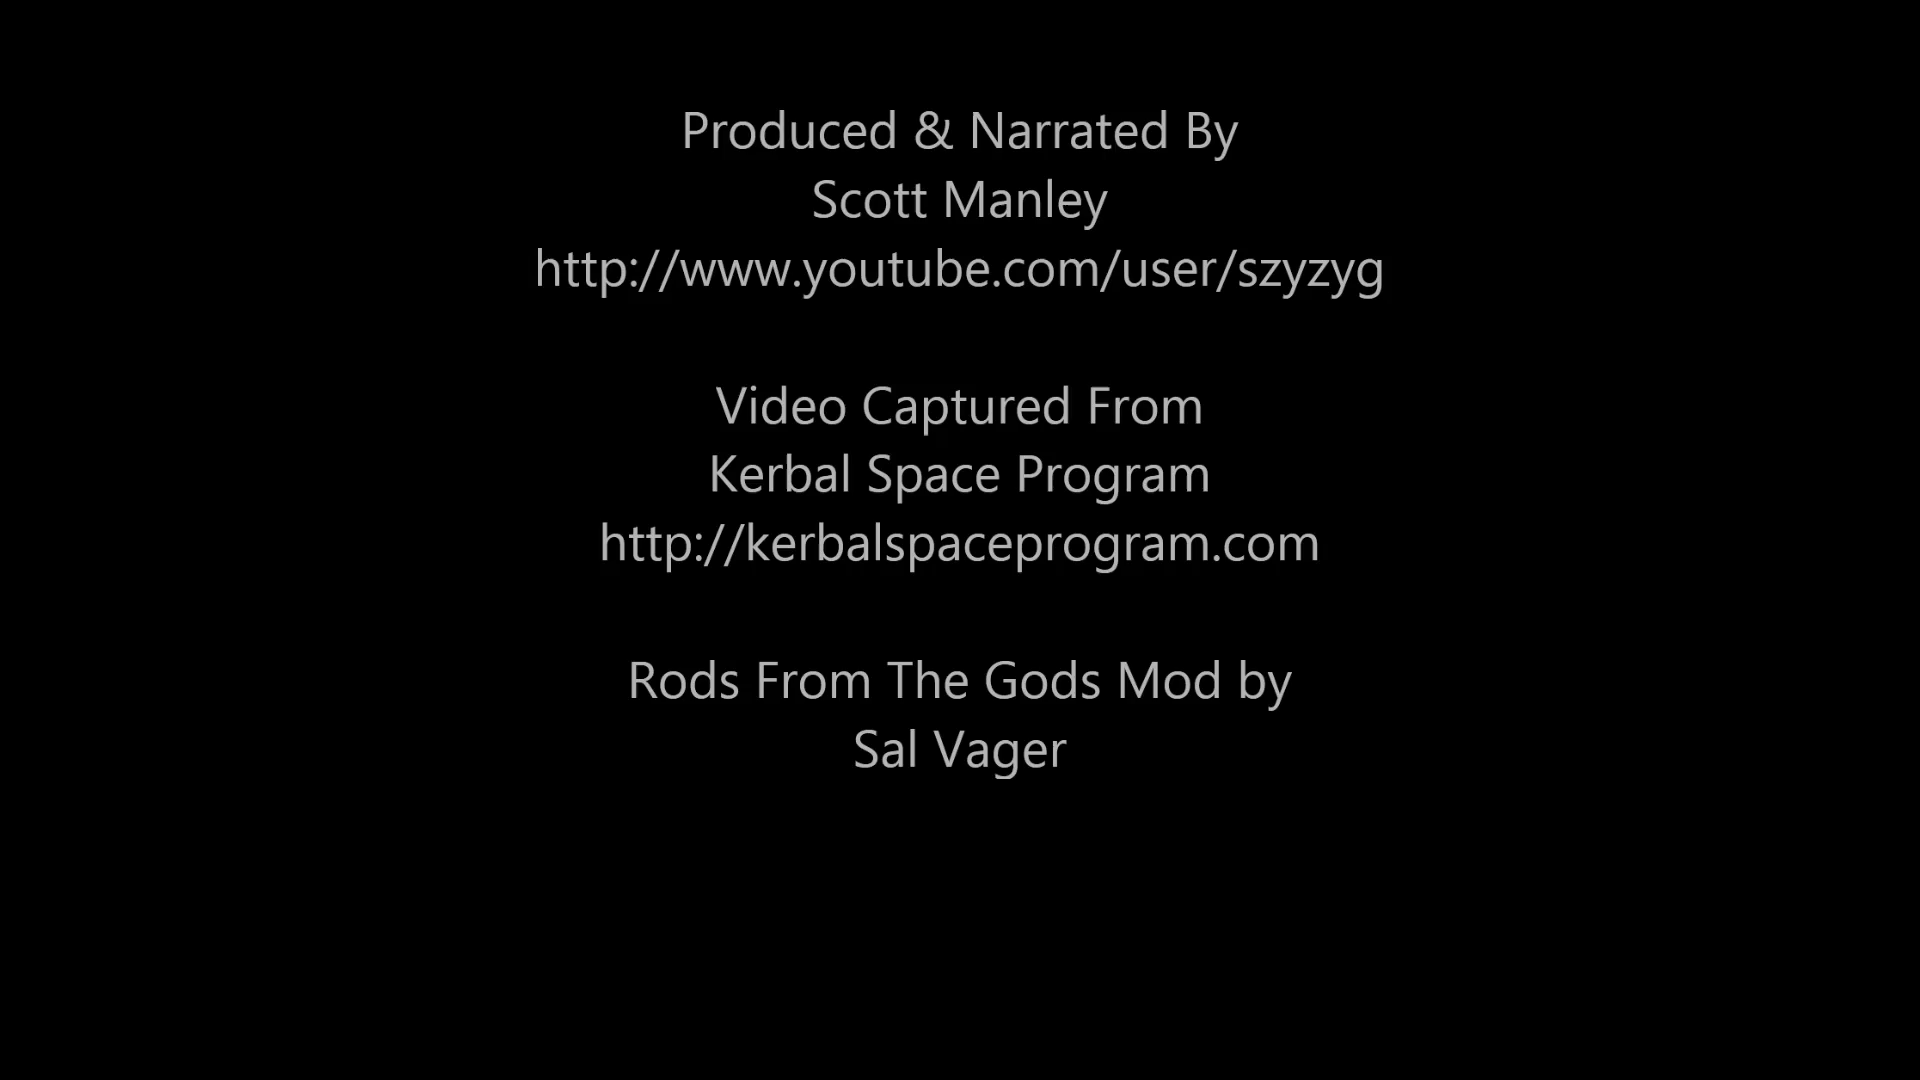 Produced & Narrated By
Scott Manley
http://www.youtube.com/user/szyzyg
Video Captured From
Kerbal Space Program
http://kerbalspaceprogram.com
Rods From The Gods Mod by
Sal Vager